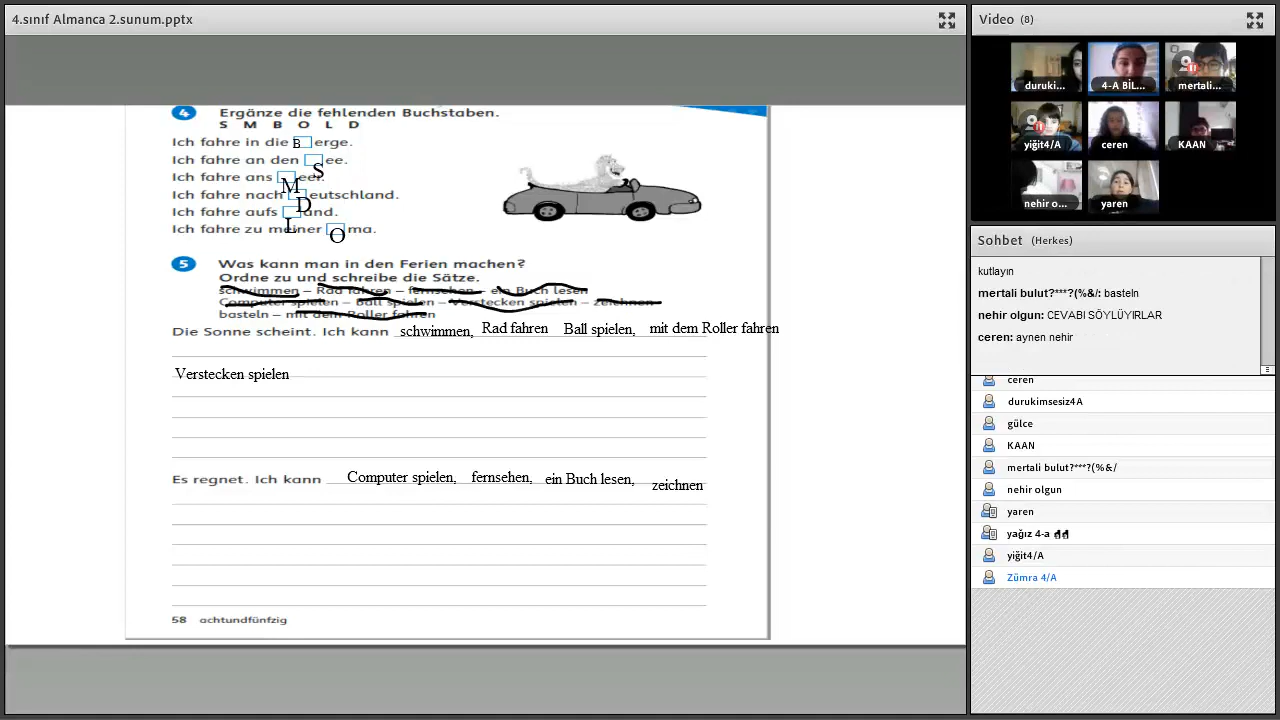 4.sınıf Almanca 2.sunum.pptx
4 Ergänze die fehlenden Buchstaben.
S M B O L D
Ich fahre in die B erge.
Ich fahre an den S ee.
Ich fahre ans M eer.
Ich fahre nach D eutschland.
Ich fahre aufs L and.
Ich fahre zu meiner O ma.
5 Was kann man in den Ferien machen?
Ordne zu und schreibe die Sätze.
schwimmen – Rad fahren – fernsehen – ein Buch lesen
Computer spielen – Ball spielen – Verstecken spielen – zeichnen
basteln – mit dem Roller fahren
Die Sonne scheint. Ich kann schwimmen, Rad fahren Ball spielen, mit dem Roller fahren
Verstecken spielen
Es regnet. Ich kann Computer spielen, fernsehen, ein Buch lesen, zeichnen
58 achtundfünfzig
Video (8)
duruki... 4-A BİL... mertali...
yiğit4/A ceren KAAN
nehir o... yaren
Sohbet (Herkes)
kutlayın
mertali bulut?***?(%&/: basteln
nehir olgun: CEVABI SÖYLÜYIRLAR
ceren: aynen nehir
ceren
durukimsesiz4A
gülce
KAAN
mertali bulut?***?(%&/
nehir olgun
yaren
yağız 4-a
yiğit4/A
Zümra 4/A